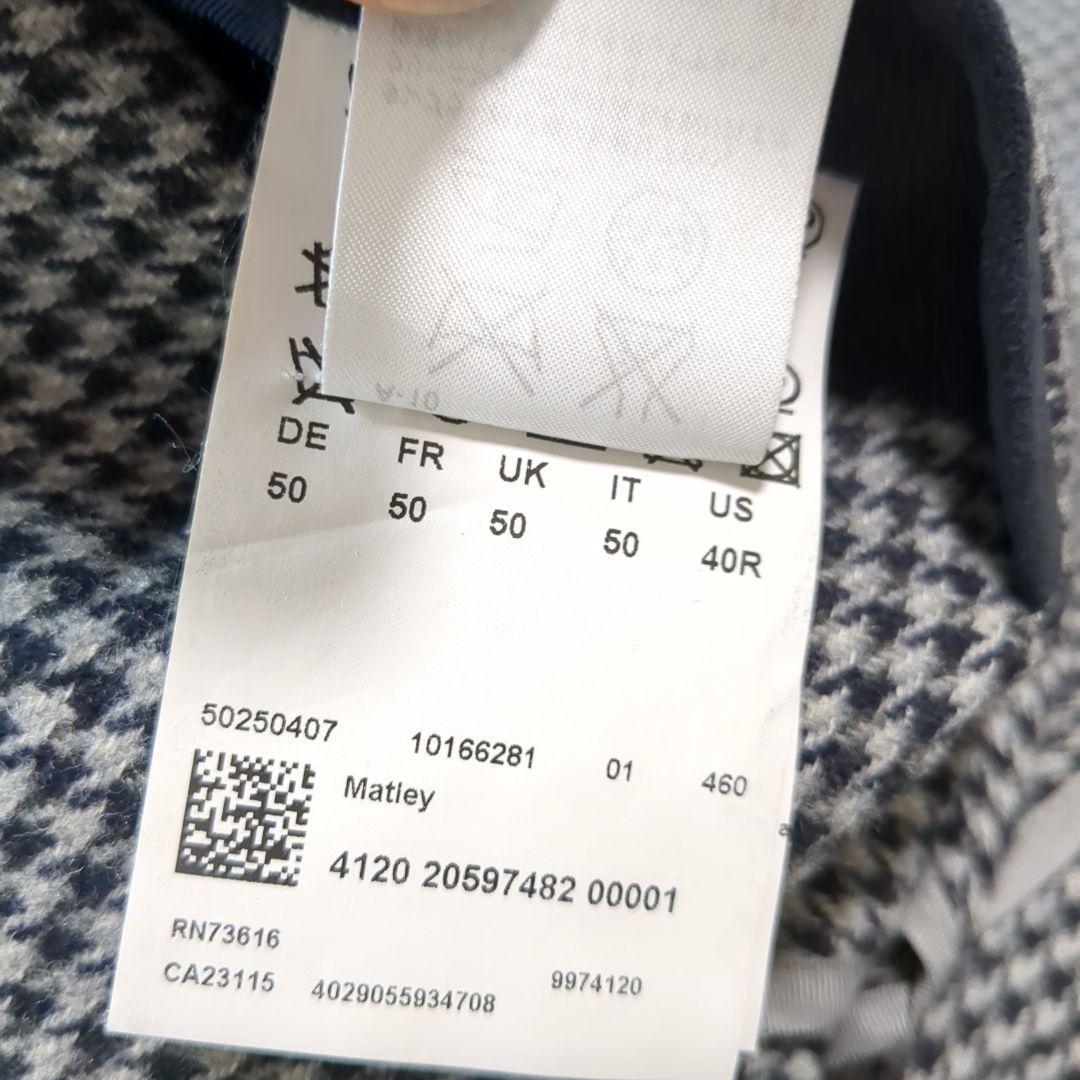 A-10
DE FR UK IT US
50 50 50 50 40R
50250407 10166281 01 460
Matley
4120 20597482 00001
RN73616
CA23115 4029055934708 9974120